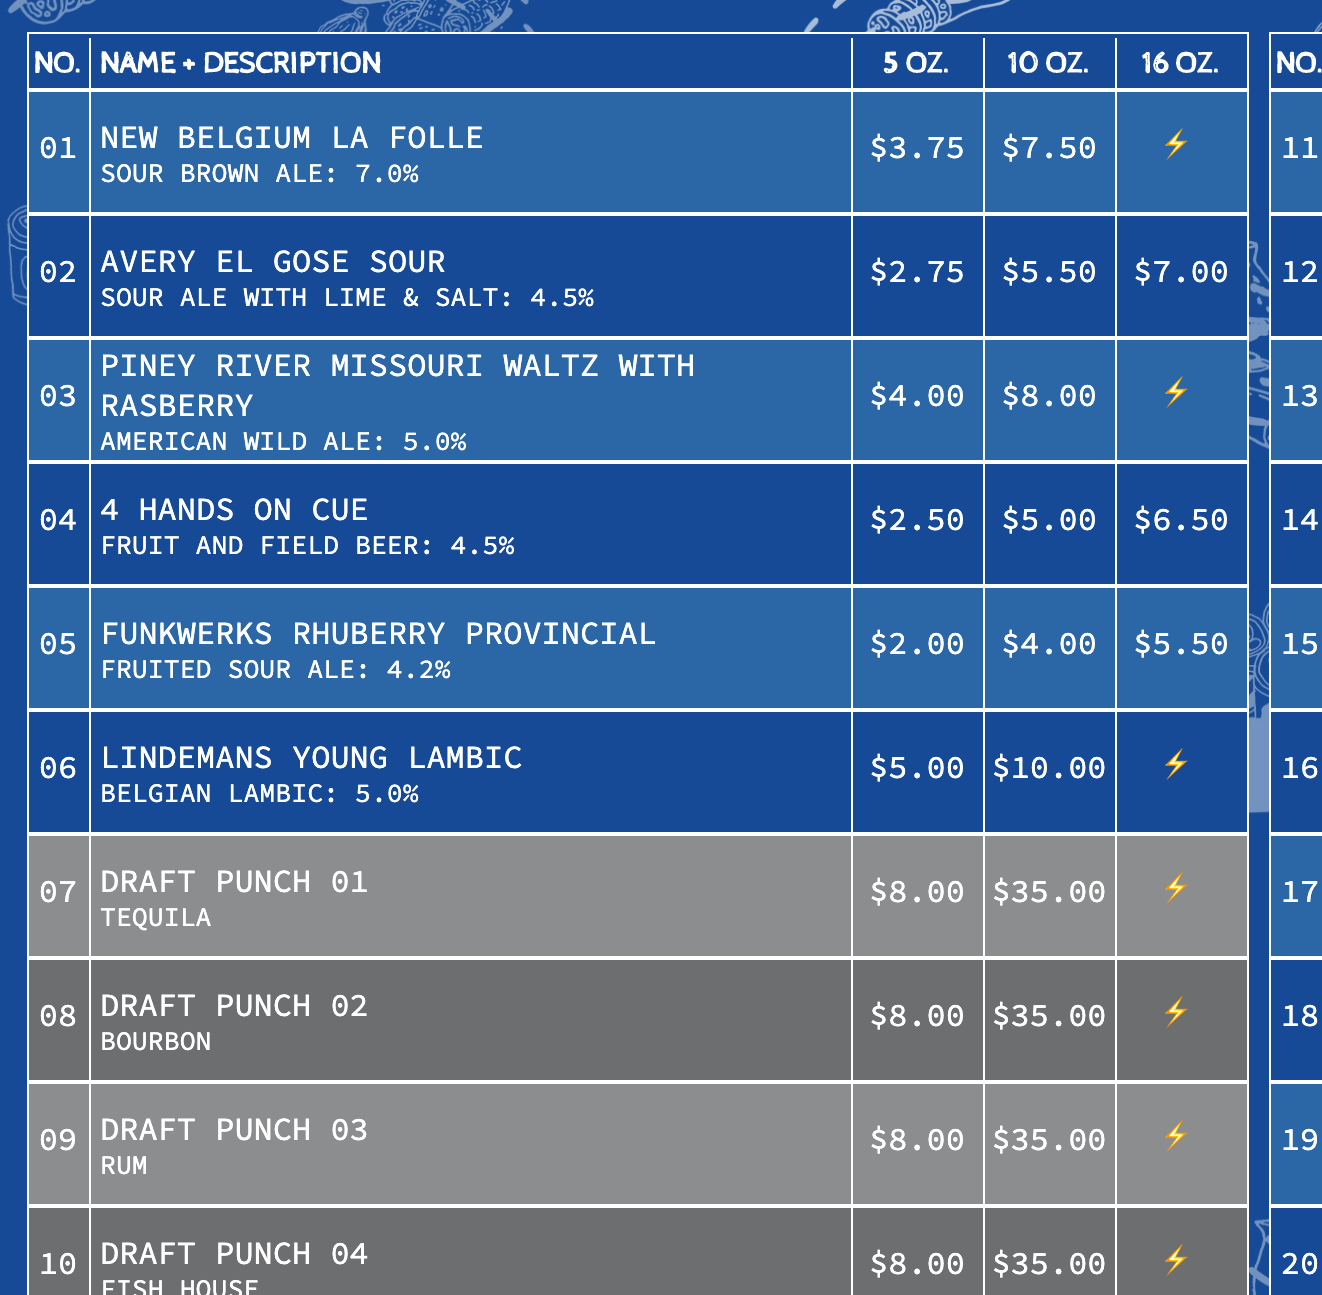 NO. NAME + DESCRIPTION 5 OZ. 10 OZ. 16 OZ. NO.
01 NEW BELGIUM LA FOLLE $3.75 $7.50 ⚡ 11
SOUR BROWN ALE: 7.0%
02 AVERY EL GOSE SOUR $2.75 $5.50 $7.00 12
SOUR ALE WITH LIME & SALT: 4.5%
PINEY RIVER MISSOURI WALTZ WITH
03 RASBERRY $4.00 $8.00 ⚡ 13
AMERICAN WILD ALE: 5.0%
04 4 HANDS ON CUE $2.50 $5.00 $6.50 14
FRUIT AND FIELD BEER: 4.5%
05 FUNKWERKS RHUBERRY PROVINCIAL $2.00 $4.00 $5.50 15
FRUITED SOUR ALE: 4.2%
06 LINDEMANS YOUNG LAMBIC $5.00 $10.00 ⚡ 16
BELGIAN LAMBIC: 5.0%
07 DRAFT PUNCH 01 $8.00 $35.00 ⚡ 17
TEQUILA
08 DRAFT PUNCH 02 $8.00 $35.00 ⚡ 18
BOURBON
09 DRAFT PUNCH 03 $8.00 $35.00 ⚡ 19
RUM
10 DRAFT PUNCH 04 $8.00 $35.00 ⚡ 20
FISH HOUSE